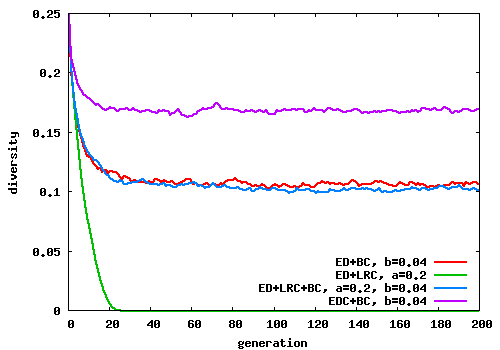 0.25
0.2
0.15
0.1
0.05
0
diversity
ED+BC, b=0.04
ED+LRC, a=0.2
ED+LRC+BC, a=0.2, b=0.04
EDC+BC, b=0.04
0 20 40 60 80 100 120 140 160 180 200
generation